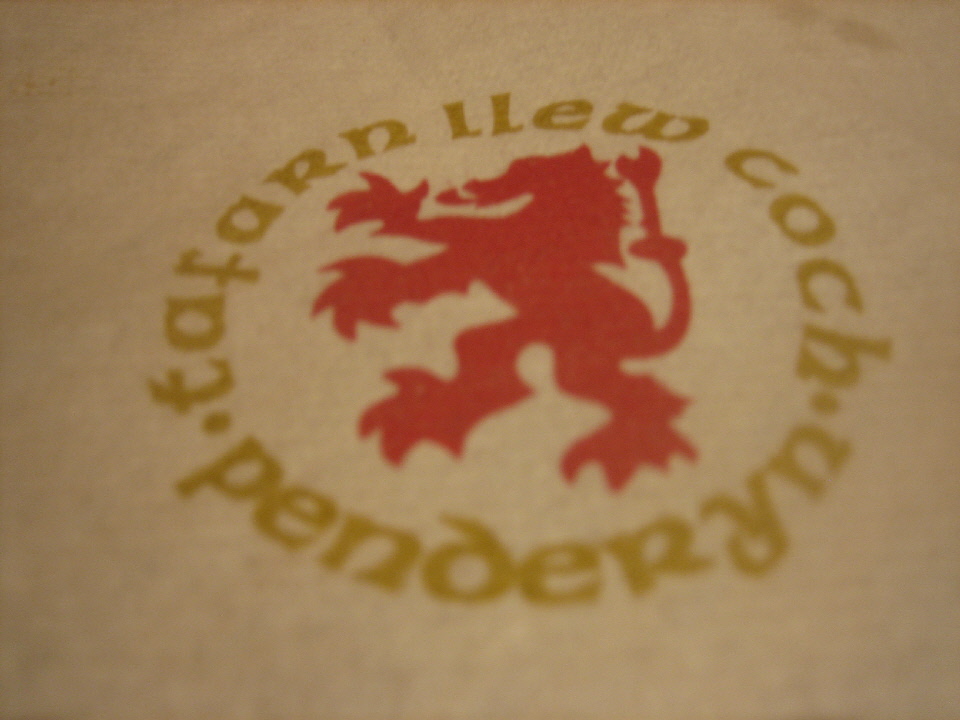 tafarn llew coch
· penderyn ·